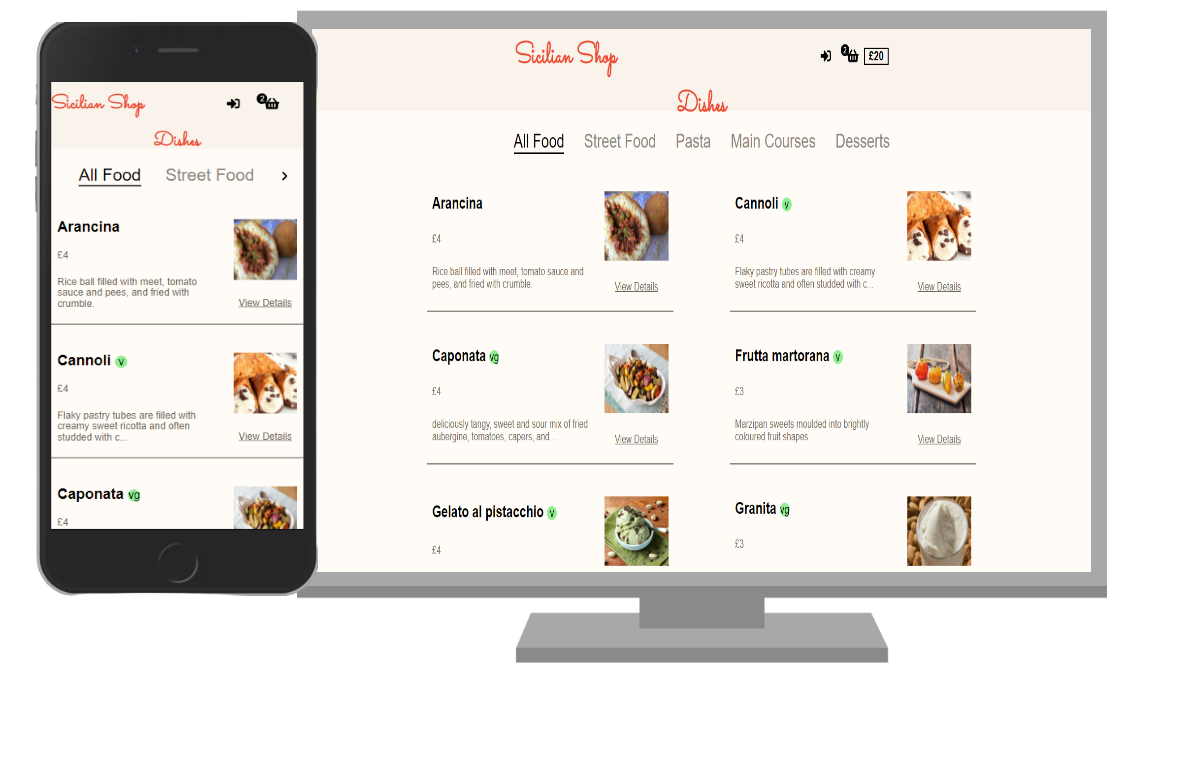 Sicilian Shop
2
Dishes
All Food Street Food
Arancina
£4
Rice ball filled with meet, tomato
sauce and pees, and fried with
crumble.
View Details
Cannoli v
£4
Flaky pastry tubes are filled with
creamy sweet ricotta and often
studded with c...
View Details
Caponata vg
£4
Sicilian Shop
2
£20
Dishes
All Food Street Food Pasta Main Courses Desserts
Arancina
£4
Rice ball filled with meet, tomato sauce and
pees, and fried with crumble.
View Details
Cannoli v
£4
Flaky pastry tubes are filled with creamy
sweet ricotta and often studded with c...
View Details
Caponata vg
£4
deliciously tangy, sweet and sour mix of fried
aubergine, tomatoes, capers, and ...
View Details
Frutta martorana v
£3
Marzipan sweets moulded into brightly
coloured fruit shapes.
View Details
Gelato al pistacchio v
£4
Granita vg
£3